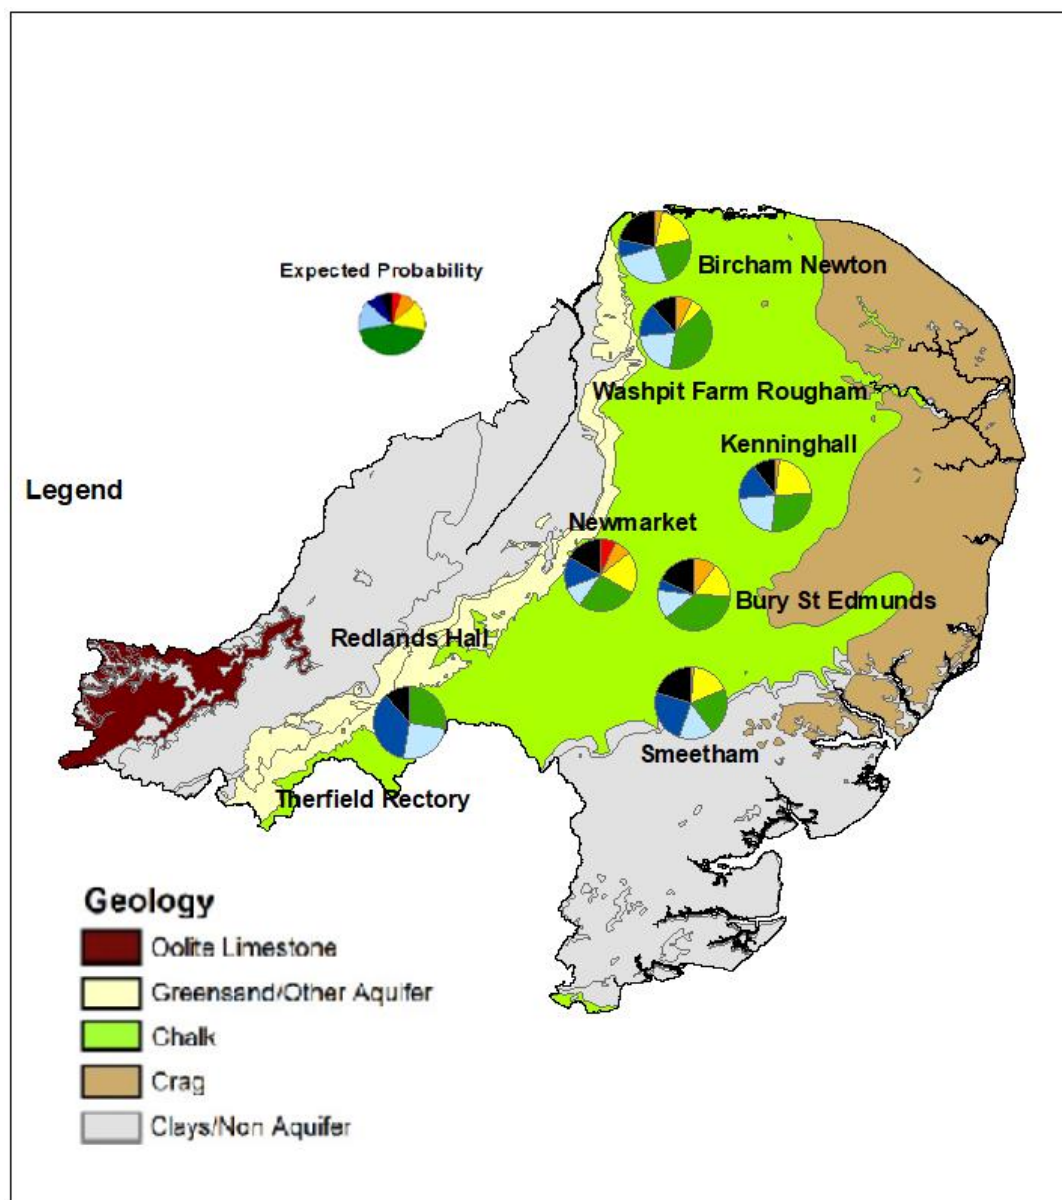 Expected Probability
Bircham Newton
Washpit Farm Rougham
Kenninghall
Legend
Newmarket
Bury St Edmunds
Redlands Hall
Smeetham
Therfield Rectory
Geology
Oolite Limestone
Greensand/Other Aquifer
Chalk
Crag
Clays/Non Aquifer